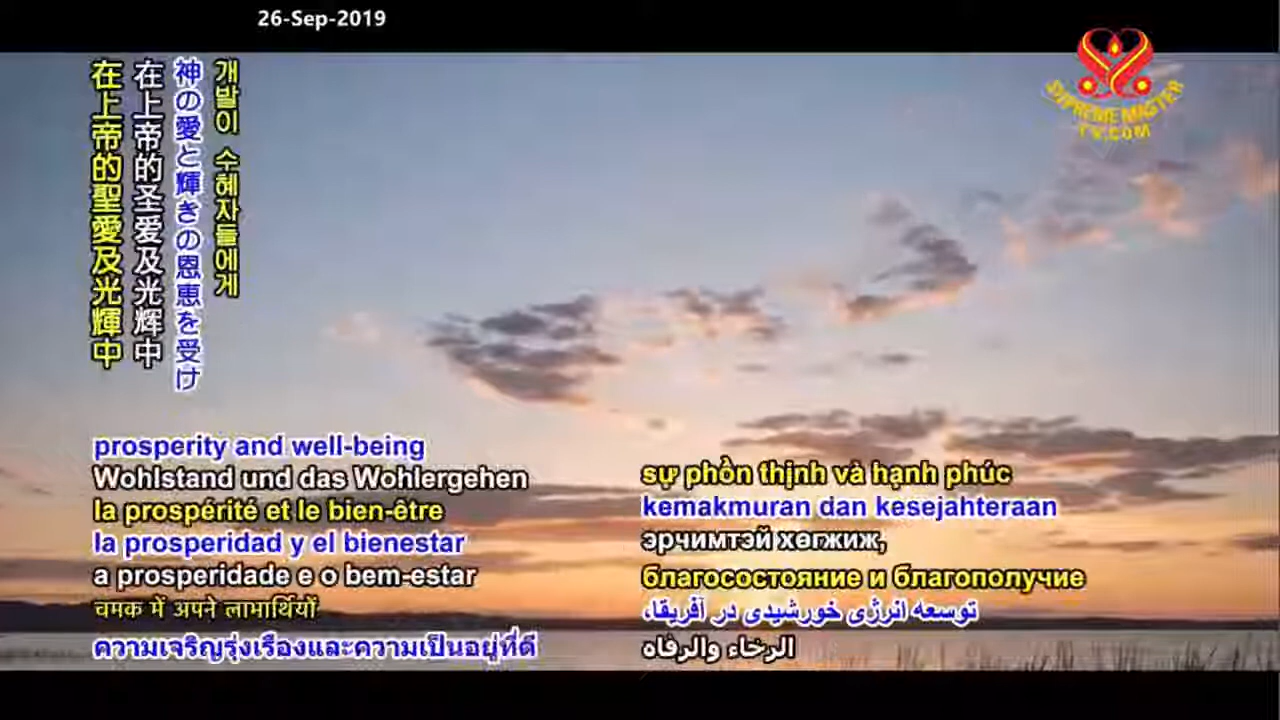 26-Sep-2019
SUPREME MASTER
TV.COM
개발이 수혜자들에게
神の愛と輝きの恩恵を受け
在上帝的圣爱及光辉中
在上帝的聖愛及光輝中
prosperity and well-being
Wohlstand und das Wohlergehen
la prospérité et le bien-être
la prosperidad y el bienestar
a prosperidade e o bem-estar
चमक में अपने लाभार्थियों
ความเจริญรุ่งเรืองและความเป็นอยู่ที่ดี
sự phồn thịnh và hạnh phúc
kemakmuran dan kesejahteraan
эрчимтэй хөгжиж,
благосостояние и благополучие
توسعه انرژی خورشیدی در آفریقا،
الرخاء والرفاه